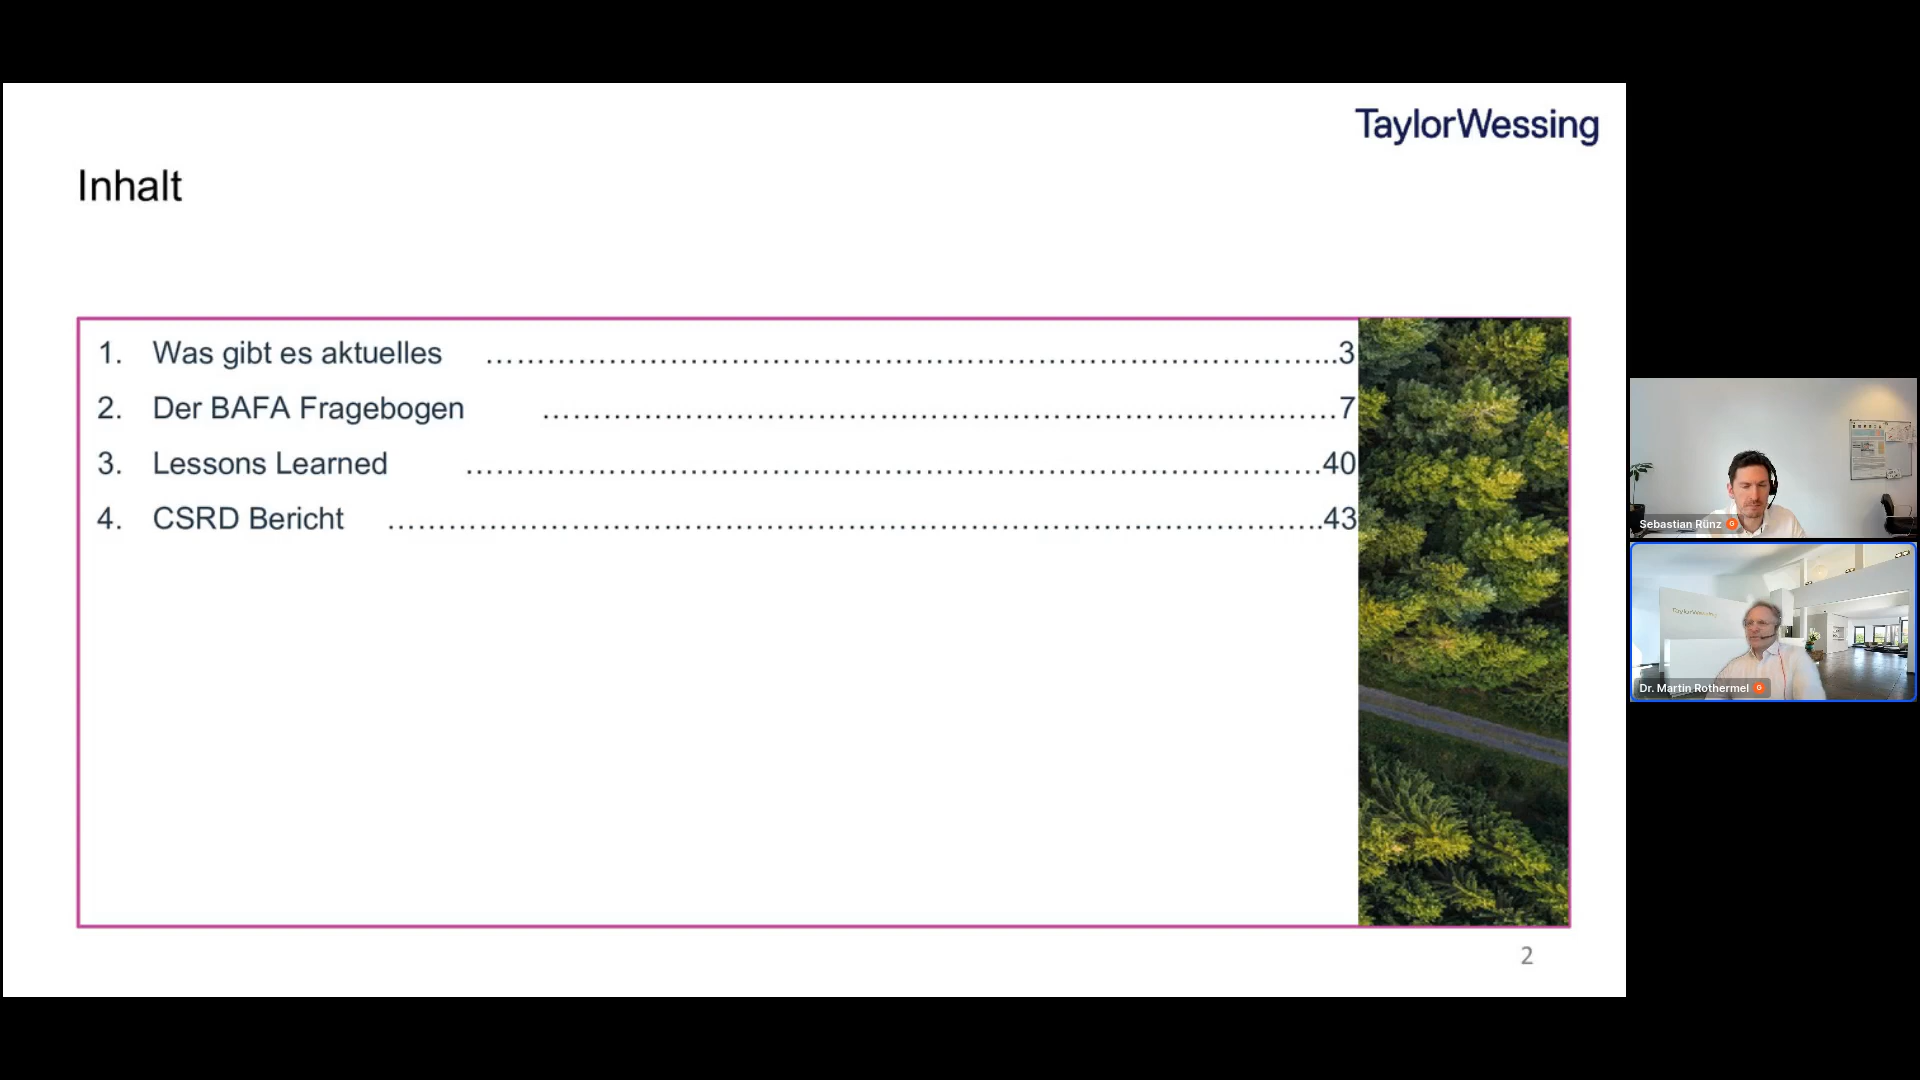 TaylorWessing
Inhalt
1. Was gibt es aktuelles ……………………………………………………………………...3
2. Der BAFA Fragebogen ………………………………………………………………….7
3. Lessons Learned ……………………………………………………………………….40
4. CSRD Bericht ……………………………………………………………………………….43
2
Sebastian Rünz
TaylorWessing
Dr. Martin Rothermel